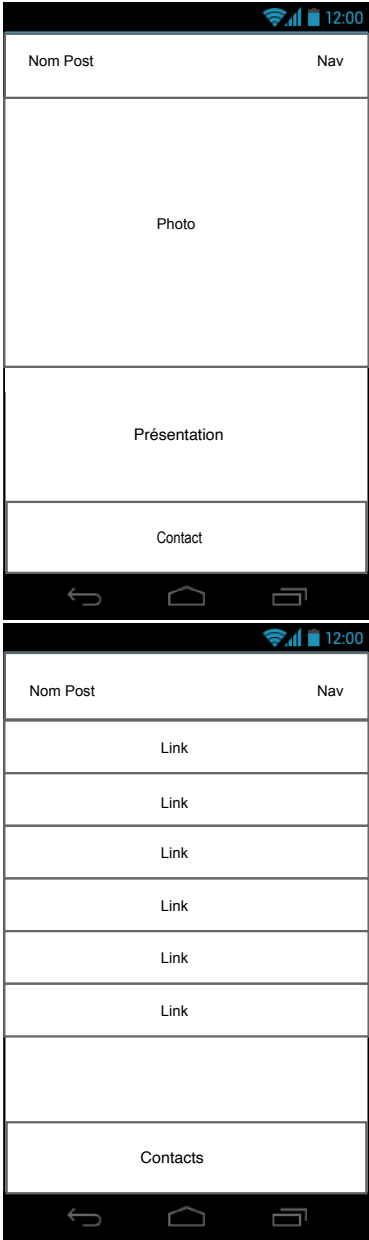 12:00
Nom Post Nav
Photo
Présentation
Contact
12:00
Nom Post Nav
Link
Link
Link
Link
Link
Link
Contacts